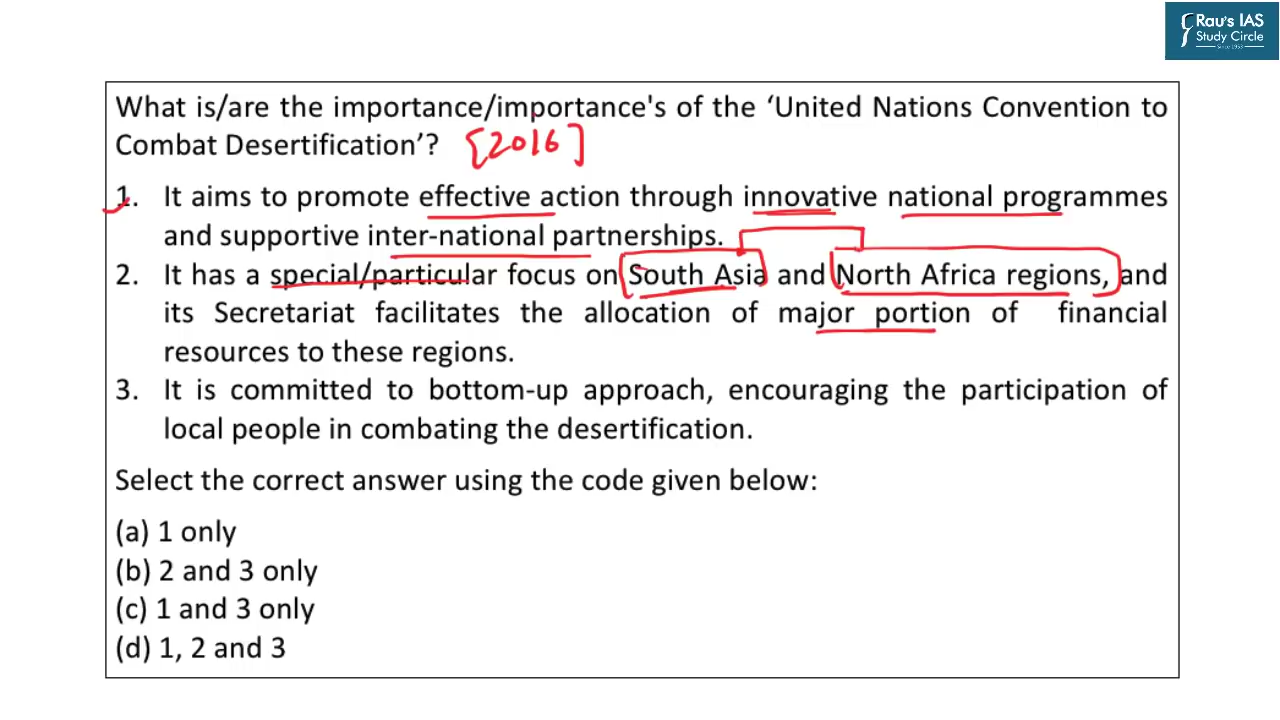 Rau's IAS
Study Circle
Since 1953
What is/are the importance/importance's of the ‘United Nations Convention to
Combat Desertification’? [2016]
1. It aims to promote effective action through innovative national programmes
and supportive inter-national partnerships.
2. It has a special/particular focus on South Asia and North Africa regions, and
its Secretariat facilitates the allocation of major portion of financial
resources to these regions.
3. It is committed to bottom-up approach, encouraging the participation of
local people in combating the desertification.
Select the correct answer using the code given below:
(a) 1 only
(b) 2 and 3 only
(c) 1 and 3 only
(d) 1, 2 and 3